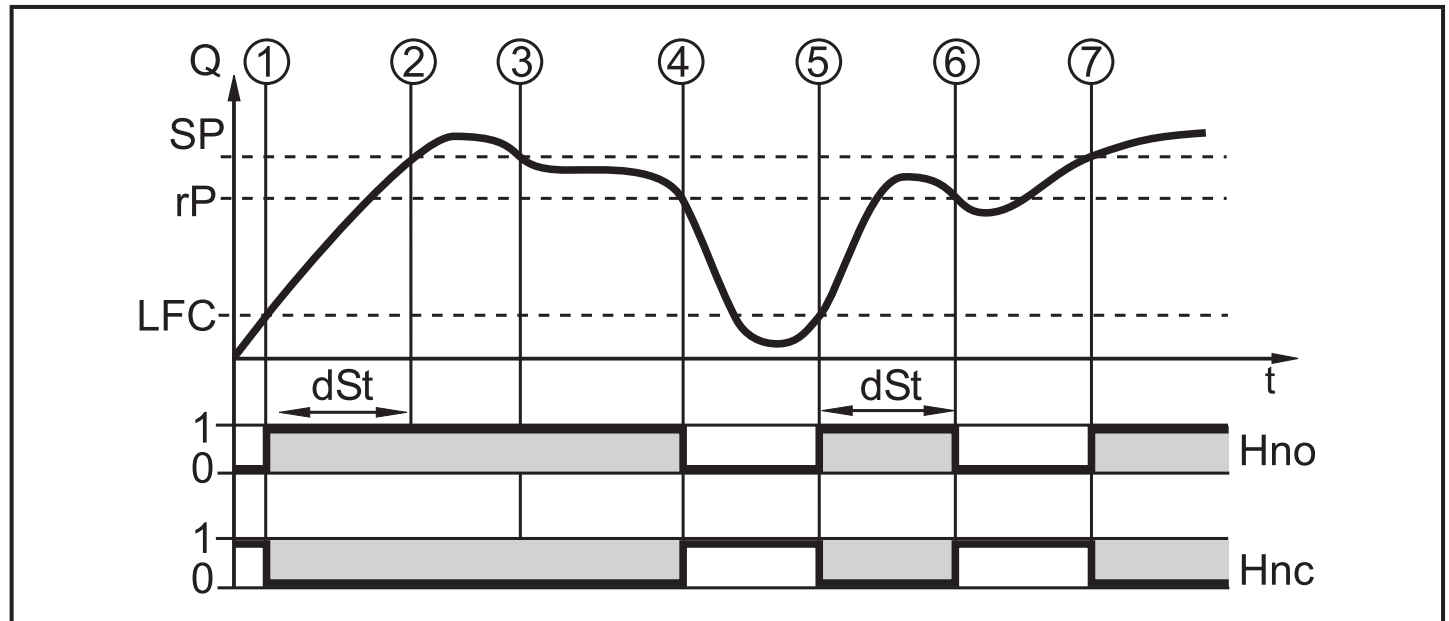 Q ① ② ③ ④ ⑤ ⑥ ⑦
SP
rP
LFC
t
dSt dSt
1
0
Hno
1
0
Hnc